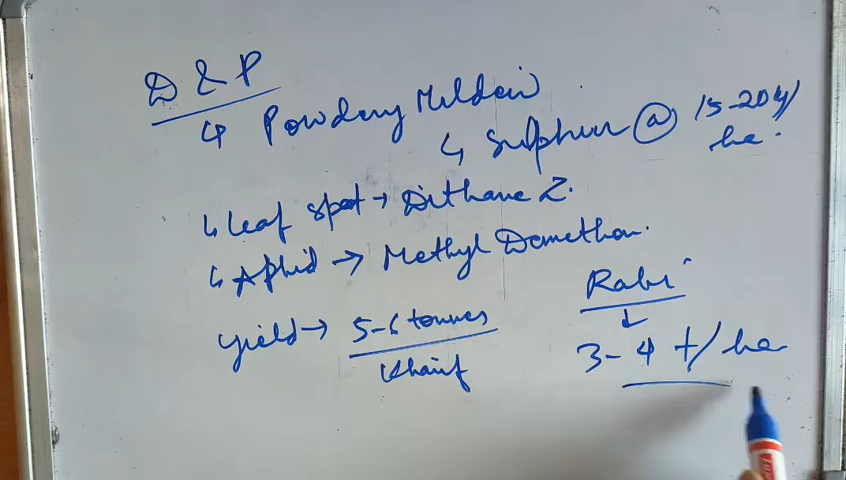 D & P
↳ Powdery Mildew
↳ Sulphur @ 15-20 kg/
ha.
↳ Leaf spot → Dithane Z.
↳ Aphid → Methyl Demethon.
Yield → 5-6 tonnes
Kharif
Rabi
↓
3-4 t/ha